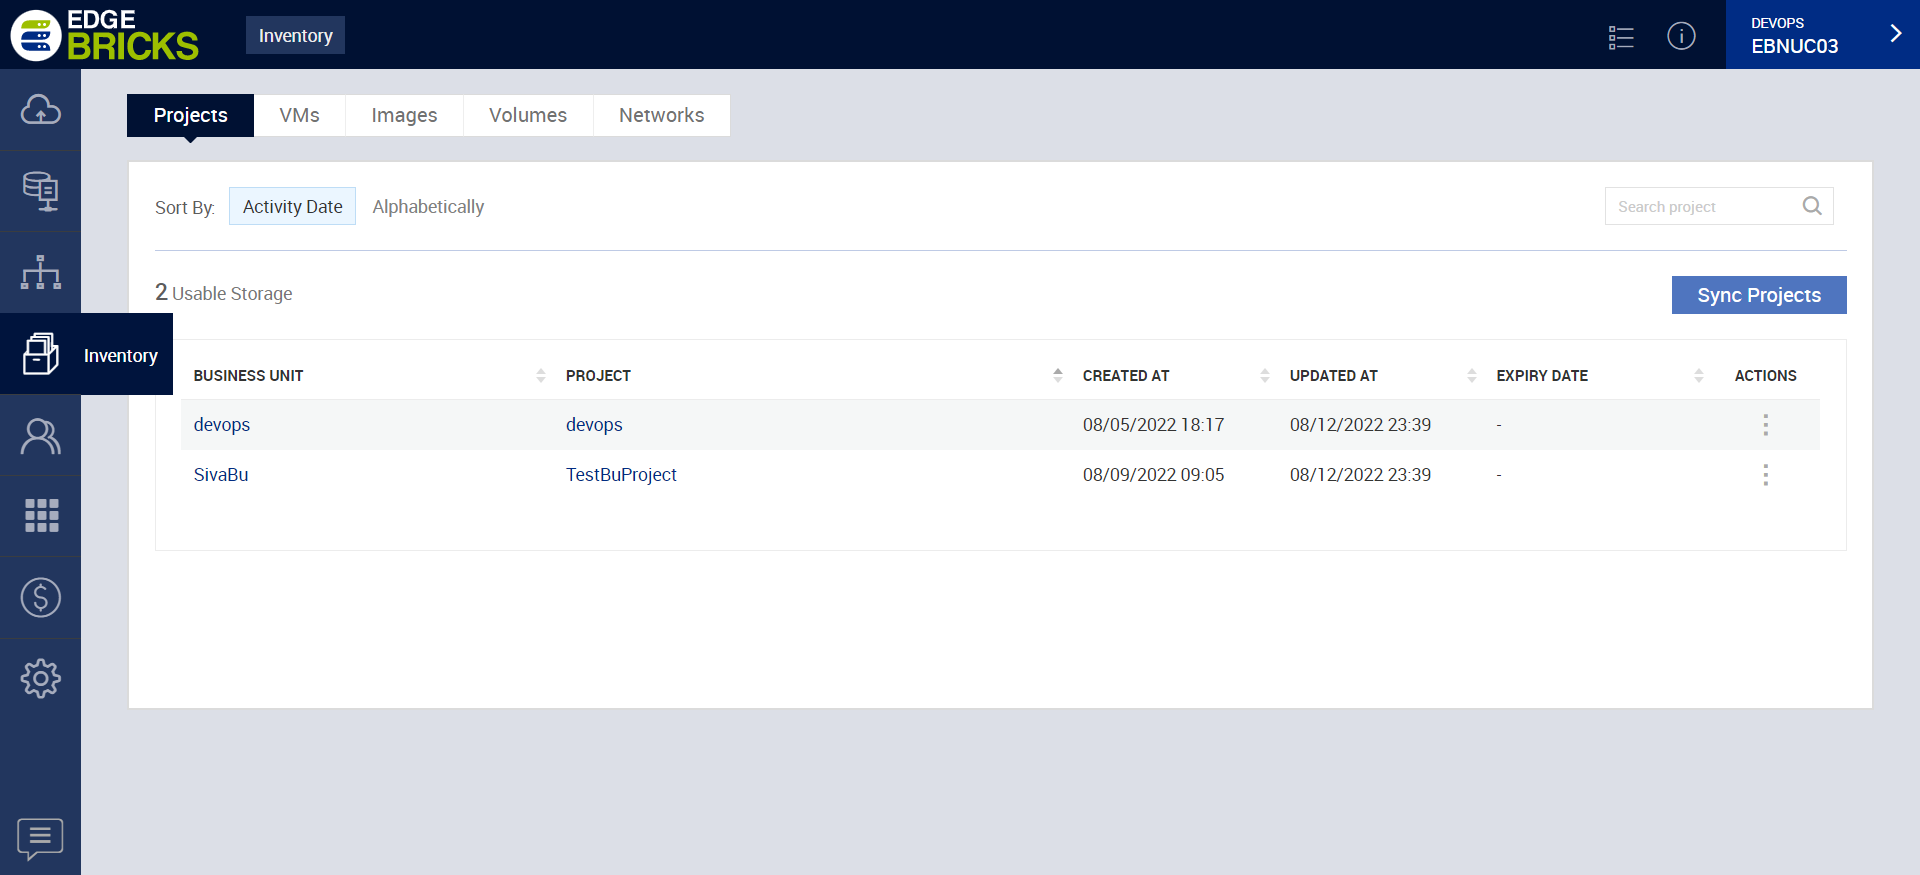 EDGE
BRICKS
Inventory
DEVOPS
EBNUC03
Projects VMs Images Volumes Networks
Sort By: Activity Date Alphabetically
Search project
2 Usable Storage
Sync Projects
Inventory
BUSINESS UNIT PROJECT CREATED AT UPDATED AT EXPIRY DATE ACTIONS
devops devops 08/05/2022 18:17 08/12/2022 23:39 -
SivaBu TestBuProject 08/09/2022 09:05 08/12/2022 23:39 -